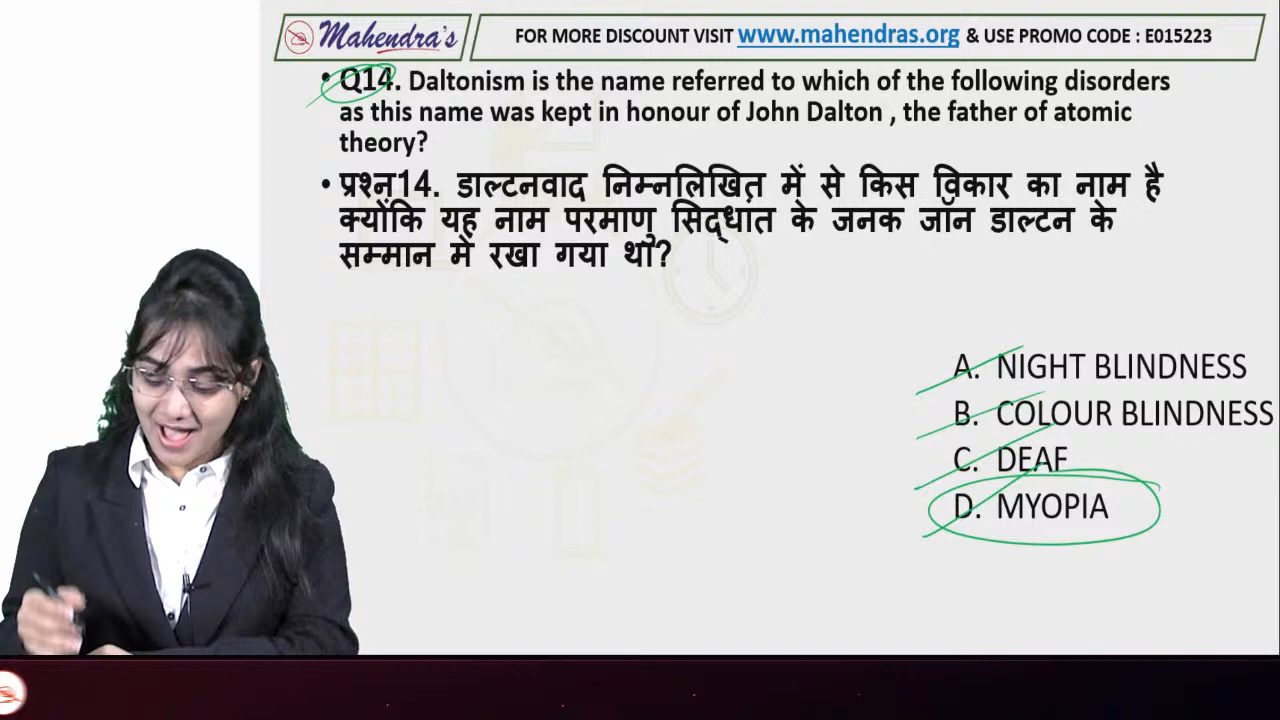 Mahendra's
FOR MORE DISCOUNT VISIT www.mahendras.org & USE PROMO CODE : E015223
• Q14. Daltonism is the name referred to which of the following disorders
as this name was kept in honour of John Dalton , the father of atomic
theory?
• प्रश्न14. डाल्टनवाद निम्नलिखित में से किस विकार का नाम है
क्योंकि यह नाम परमाणु सिद्धांत के जनक जॉन डाल्टन के
सम्मान में रखा गया था?
A. NIGHT BLINDNESS
B. COLOUR BLINDNESS
C. DEAF
D. MYOPIA